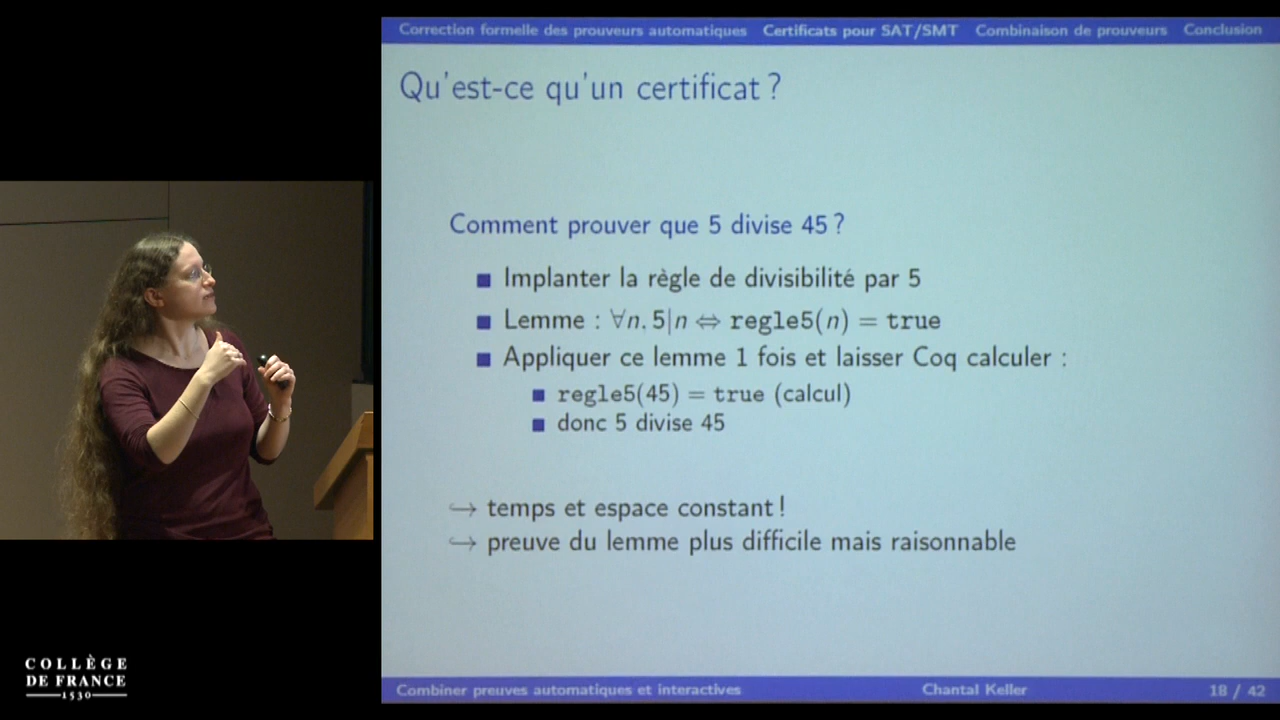 Correction formelle des prouveurs automatiques Certificats pour SAT/SMT Combinaison de prouveurs Conclusion
Qu'est-ce qu'un certificat ?
Comment prouver que 5 divise 45 ?
Implanter la règle de divisibilité par 5
Lemme : ∀n. 5|n ⇔ regle5(n) = true
Appliquer ce lemme 1 fois et laisser Coq calculer :
regle5(45) = true (calcul)
donc 5 divise 45
↪ temps et espace constant !
↪ preuve du lemme plus difficile mais raisonnable
Combiner preuves automatiques et interactives Chantal Keller 18 / 42
COLLÈGE
DE FRANCE
1530